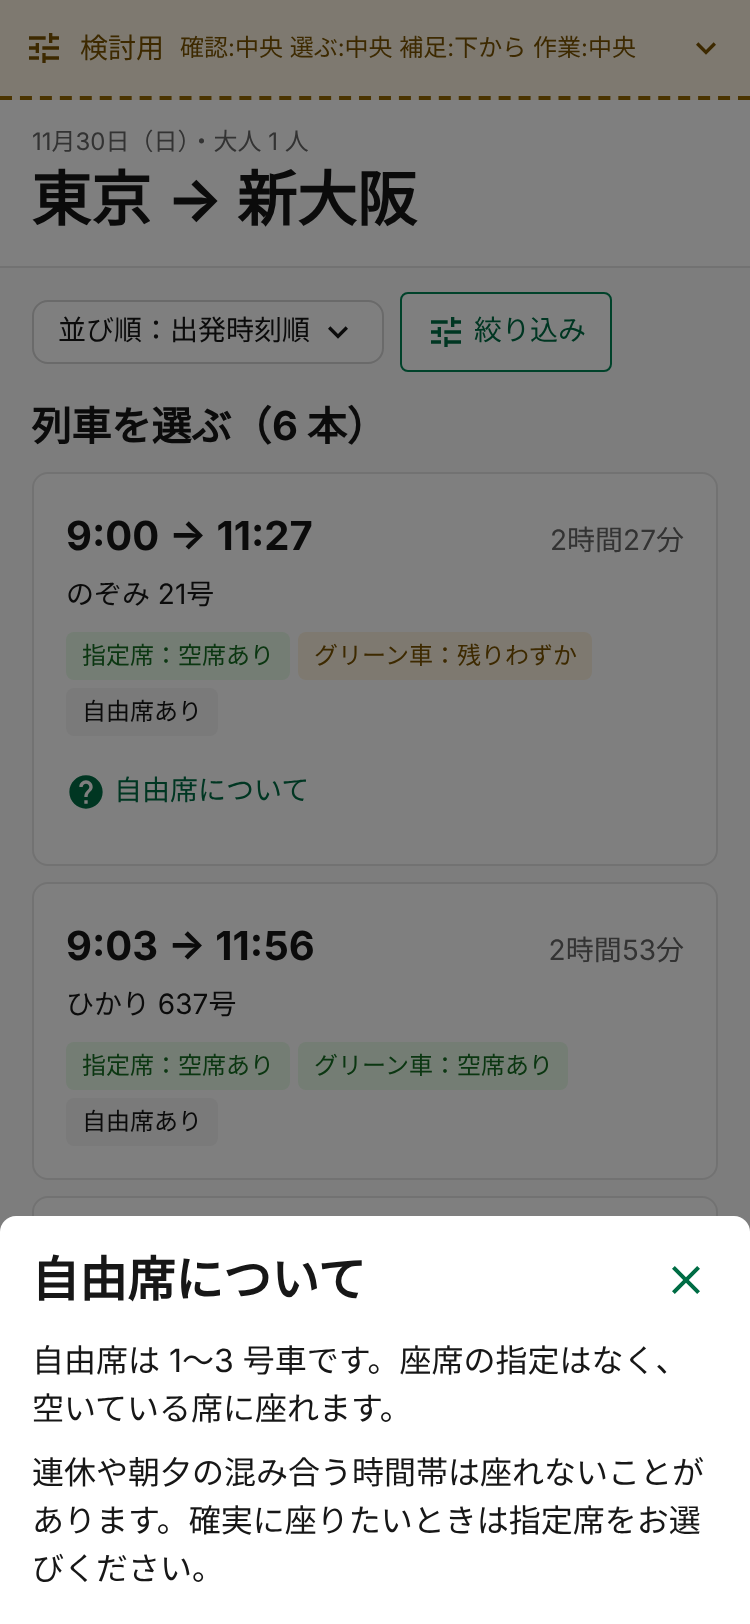 検討用 確認:中央 選ぶ:中央 補足:下から 作業:中央
11月30日（日）・大人 1 人
東京 → 新大阪
並び順：出発時刻順
絞り込み
列車を選ぶ（6 本）
9:00 → 11:27
2時間27分
のぞみ 21号
指定席：空席あり
グリーン車：残りわずか
自由席あり
自由席について
9:03 → 11:56
2時間53分
ひかり 637号
指定席：空席あり
グリーン車：空席あり
自由席あり
自由席について
自由席は 1〜3 号車です。座席の指定はなく、
空いている席に座れます。
連休や朝夕の混み合う時間帯は座れないことが
あります。確実に座りたいときは指定席をお選
びください。